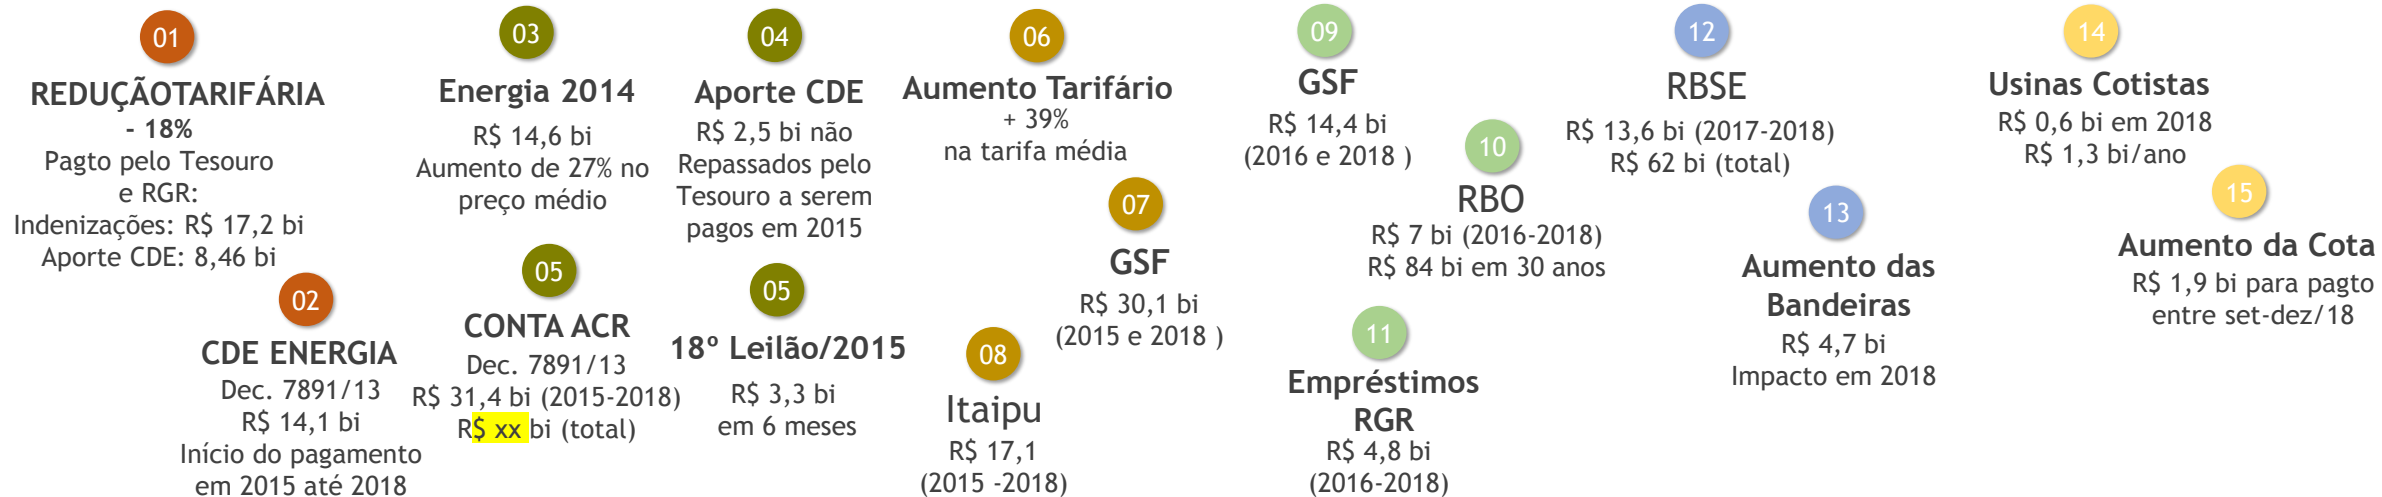 01
REDUÇÃOTARIFÁRIA
- 18%
Pagto pelo Tesouro
e RGR:
Indenizações: R$ 17,2 bi
Aporte CDE: 8,46 bi
02
CDE ENERGIA
Dec. 7891/13
R$ 14,1 bi
Início do pagamento
em 2015 até 2018
03
Energia 2014
R$ 14,6 bi
Aumento de 27% no
preço médio
05
CONTA ACR
Dec. 7891/13
R$ 31,4 bi (2015-2018)
R$ xx bi (total)
04
Aporte CDE
R$ 2,5 bi não
Repassados pelo
Tesouro a serem
pagos em 2015
05
18º Leilão/2015
R$ 3,3 bi
em 6 meses
06
Aumento Tarifário
+ 39%
na tarifa média
07
GSF
R$ 30,1 bi
(2015 e 2018 )
08
Itaipu
R$ 17,1
(2015 -2018)
09
GSF
R$ 14,4 bi
(2016 e 2018 )
10
RBO
R$ 7 bi (2016-2018)
R$ 84 bi em 30 anos
11
Empréstimos
RGR
R$ 4,8 bi
(2016-2018)
12
RBSE
R$ 13,6 bi (2017-2018)
R$ 62 bi (total)
13
Aumento das
Bandeiras
R$ 4,7 bi
Impacto em 2018
14
Usinas Cotistas
R$ 0,6 bi em 2018
R$ 1,3 bi/ano
15
Aumento da Cota
R$ 1,9 bi para pagto
entre set-dez/18